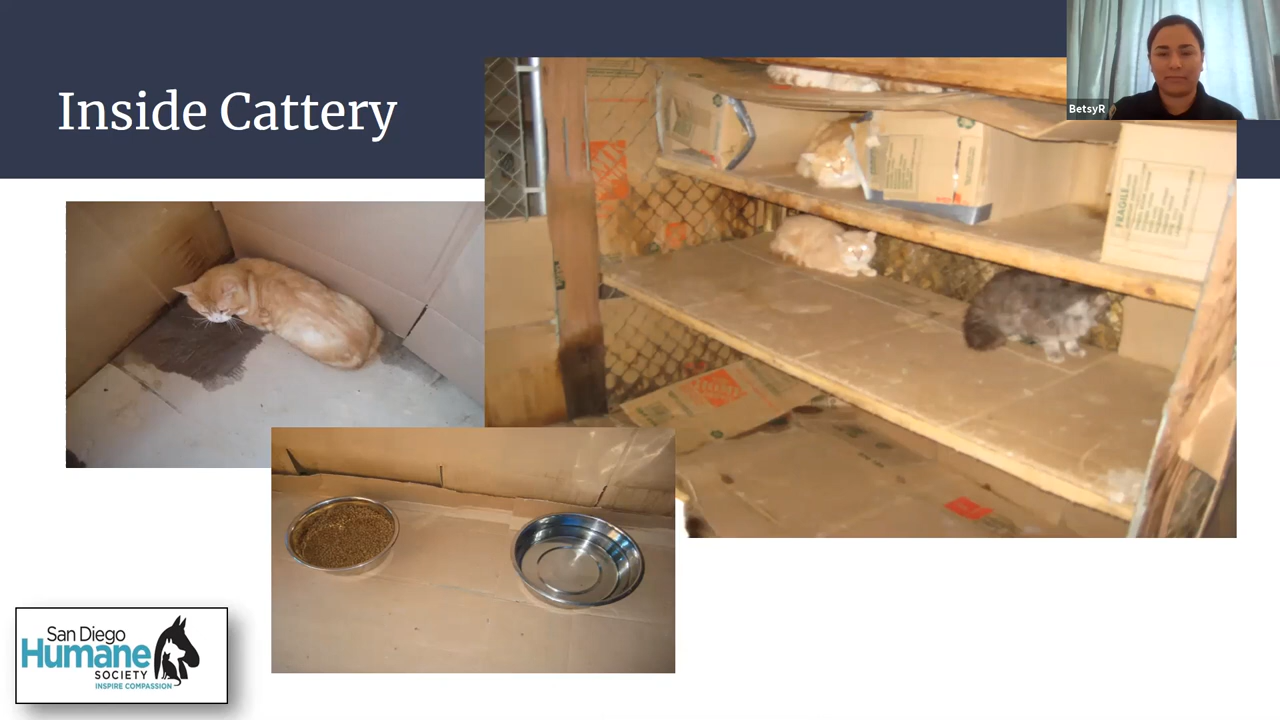 Inside Cattery
BetsyR
FRAGILE
San Diego
Humane
SOCIETY
INSPIRE COMPASSION